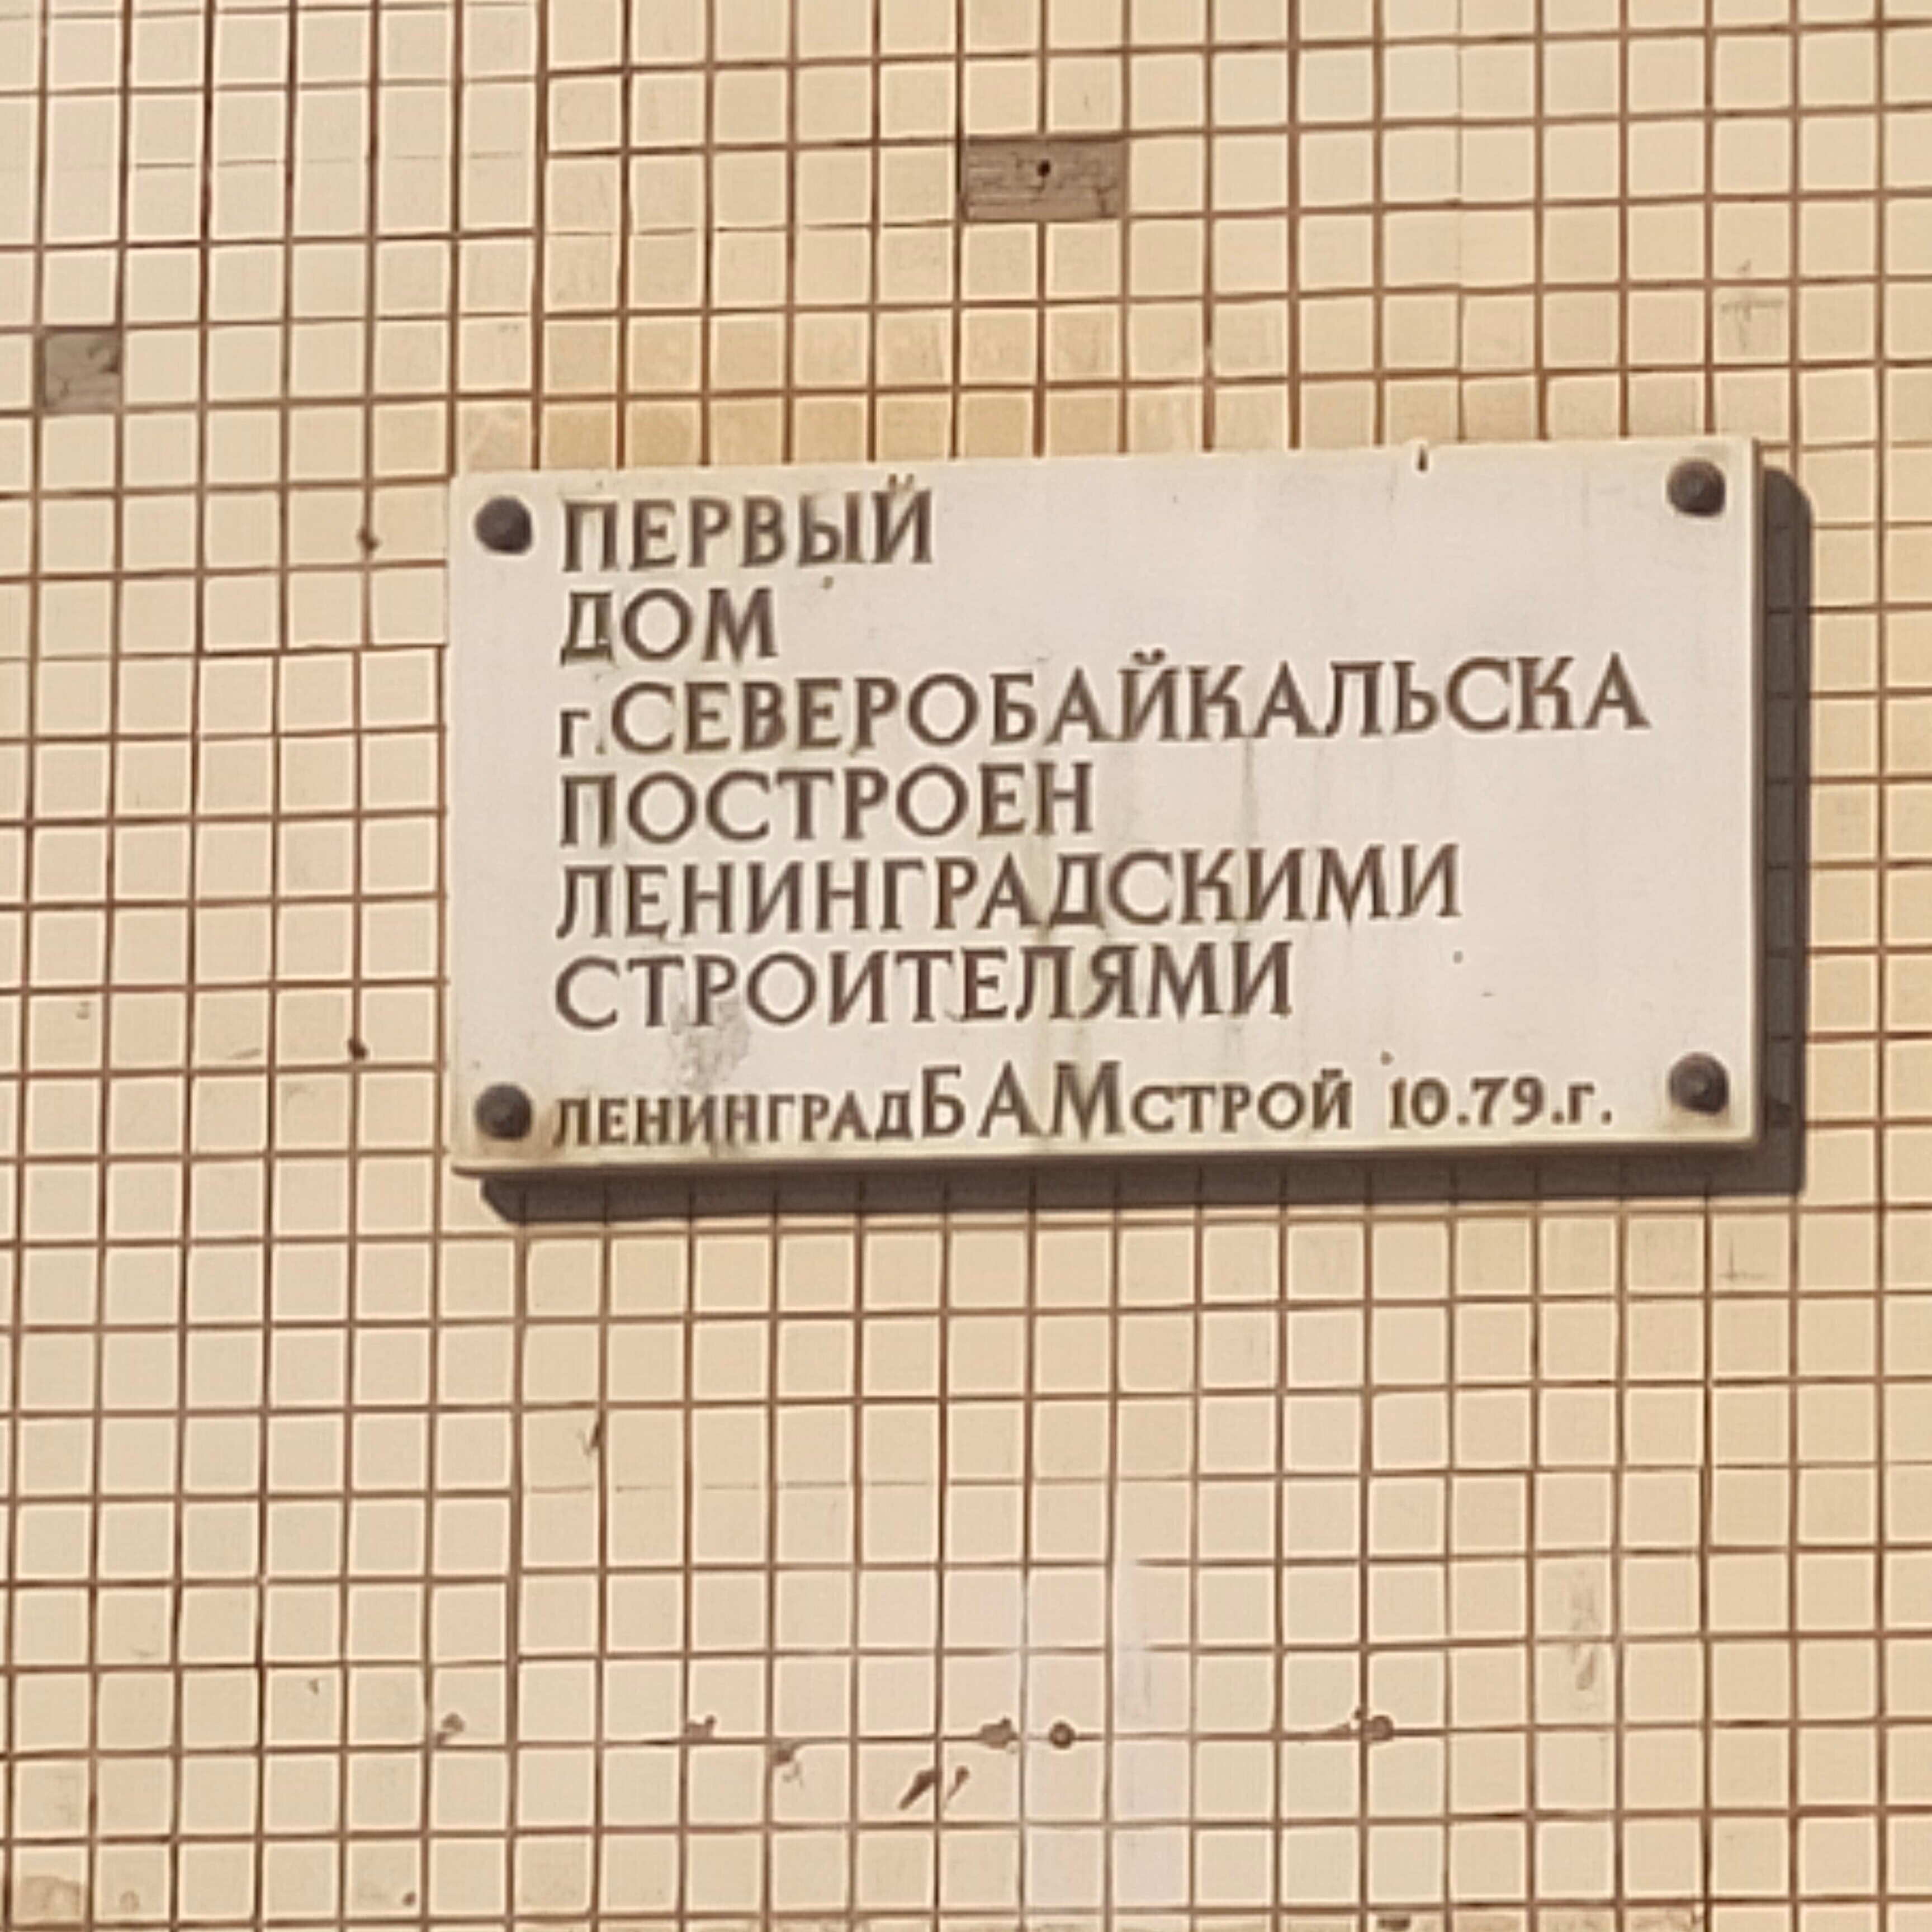 ПЕРВЫЙ
ДОМ
г.СЕВЕРОБАЙКАЛЬСКА
ПОСТРОЕН
ЛЕНИНГРАДСКИМИ
СТРОИТЕЛЯМИ
ЛЕНИНГРАДБАМСТРОЙ 10.79.г.